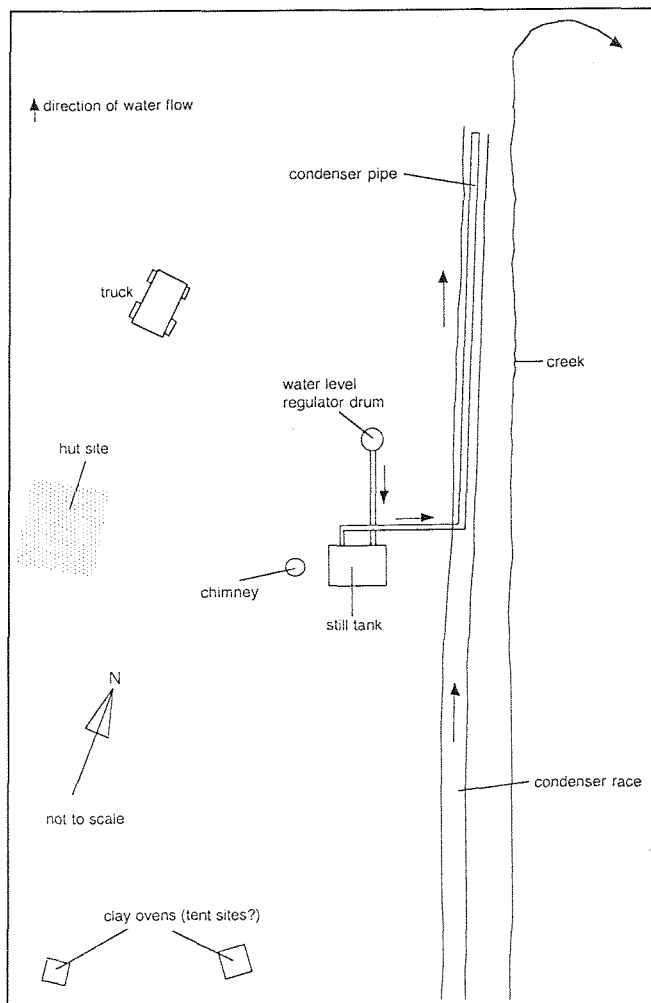 direction of water flow
condenser pipe
truck
creek
water level
regulator drum
hut site
chimney
still tank
N
condenser race
not to scale
clay ovens (tent sites?)